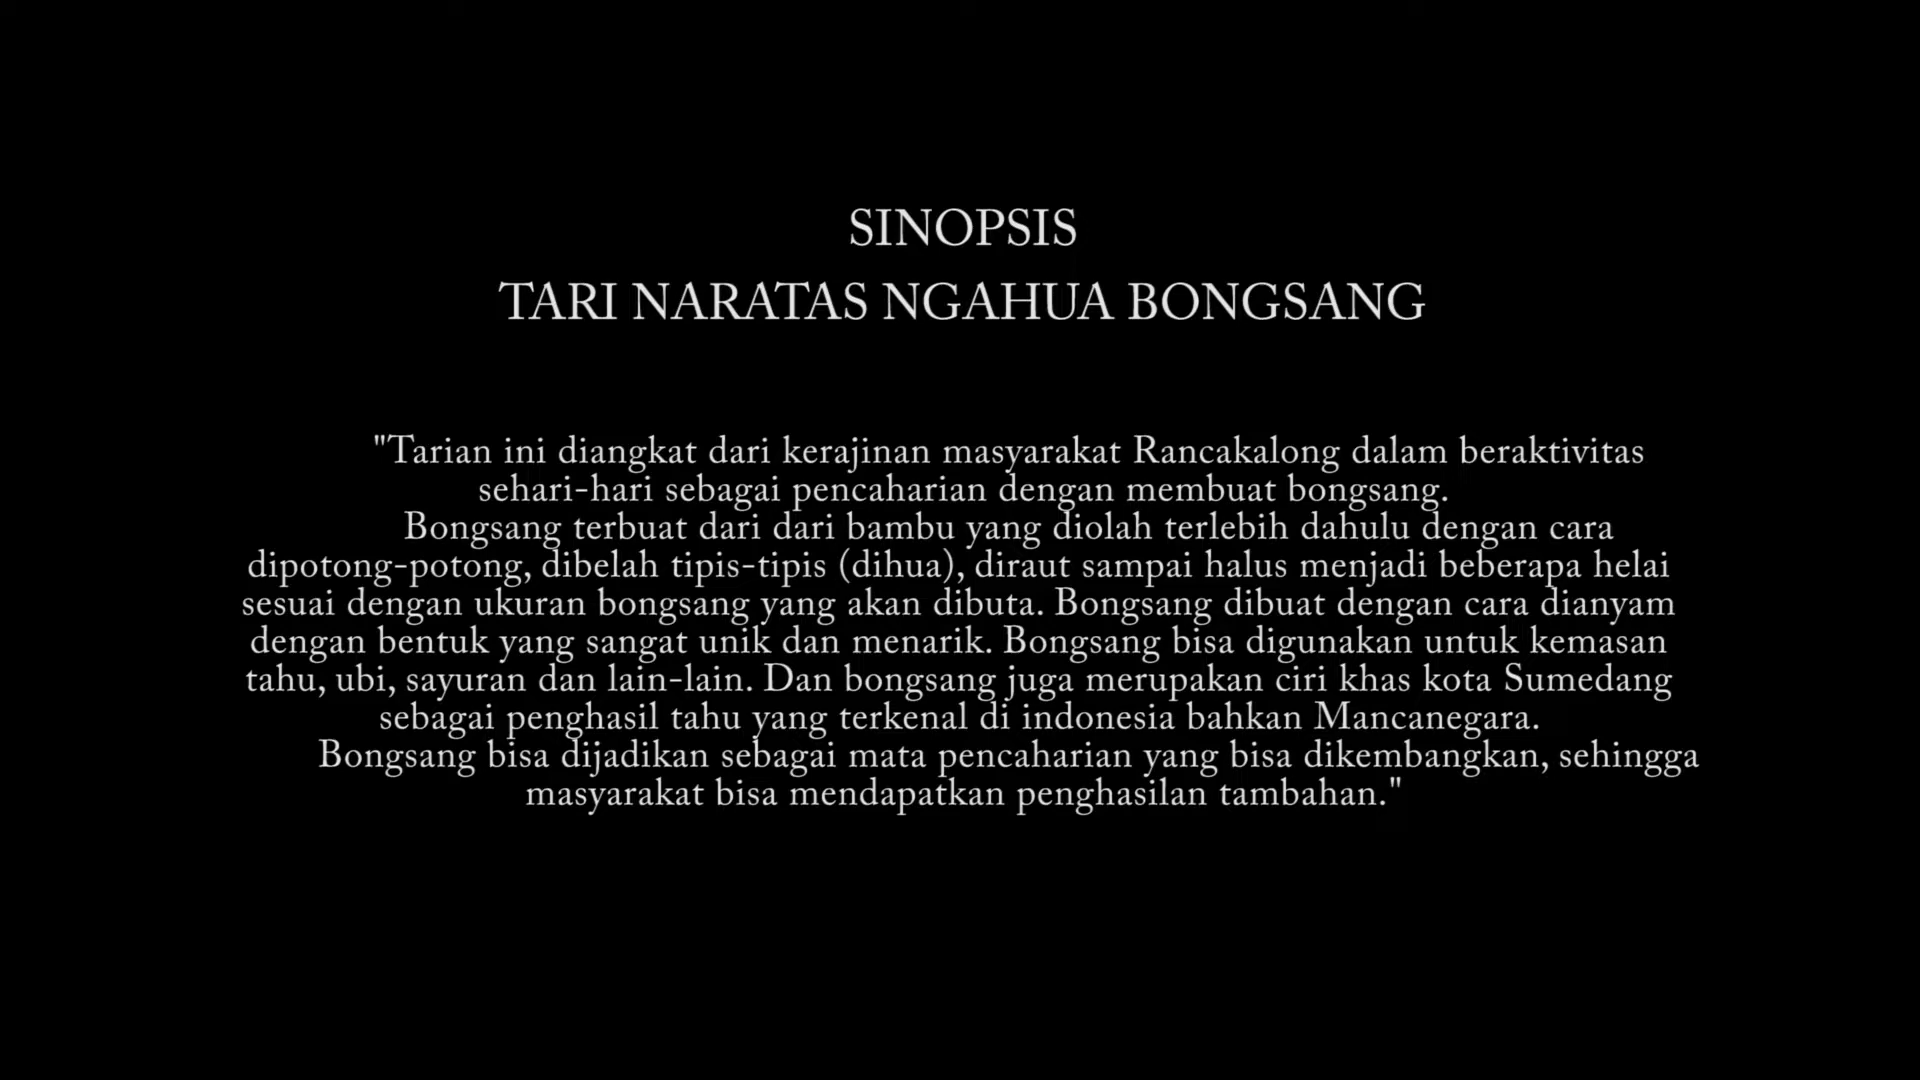 SINOPSIS
TARI NARATAS NGAHUA BONGSANG
"Tarian ini diangkat dari kerajinan masyarakat Rancakalong dalam beraktivitas
sehari-hari sebagai pencaharian dengan membuat bongsang.
Bongsang terbuat dari dari bambu yang diolah terlebih dahulu dengan cara
dipotong-potong, dibelah tipis-tipis (dihua), diraut sampai halus menjadi beberapa helai
sesuai dengan ukuran bongsang yang akan dibuta. Bongsang dibuat dengan cara dianyam
dengan bentuk yang sangat unik dan menarik. Bongsang bisa digunakan untuk kemasan
tahu, ubi, sayuran dan lain-lain. Dan bongsang juga merupakan ciri khas kota Sumedang
sebagai penghasil tahu yang terkenal di indonesia bahkan Mancanegara.
Bongsang bisa dijadikan sebagai mata pencaharian yang bisa dikembangkan, sehingga
masyarakat bisa mendapatkan penghasilan tambahan."